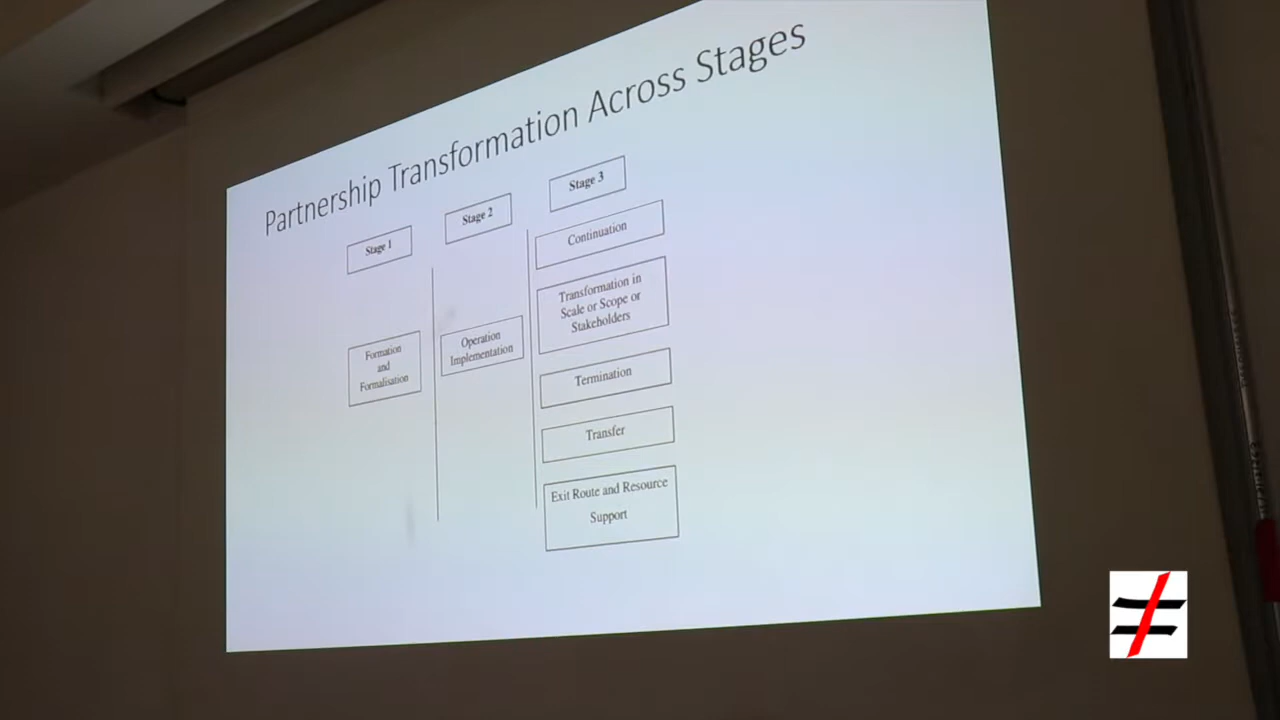 Partnership Transformation Across Stages
Stage 1
Stage 2
Stage 3
Formation
and
Formalisation
Operation
Implementation
Continuation
Transformation in
Scale or Scope or
Stakeholders
Termination
Transfer
Exit Route and Resource
Support